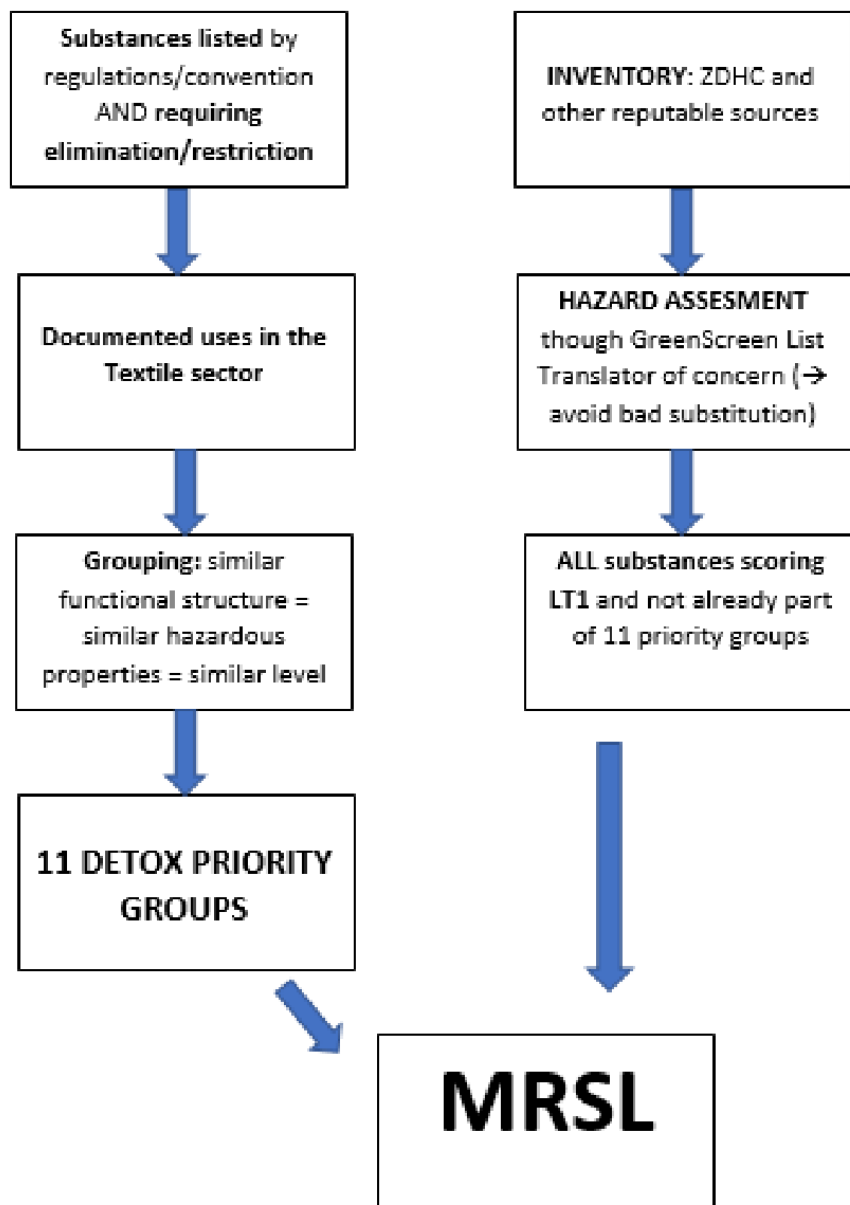 Substances listed by
regulations/convention
AND requiring
elimination/restriction
Documented uses in the
Textile sector
Grouping: similar
functional structure =
similar hazardous
properties = similar level
11 DETOX PRIORITY
GROUPS
INVENTORY: ZDHC and
other reputable sources
HAZARD ASSESMENT
though GreenScreen List
Translator of concern (→
avoid bad substitution)
ALL substances scoring
LT1 and not already part
of 11 priority groups
MRSL